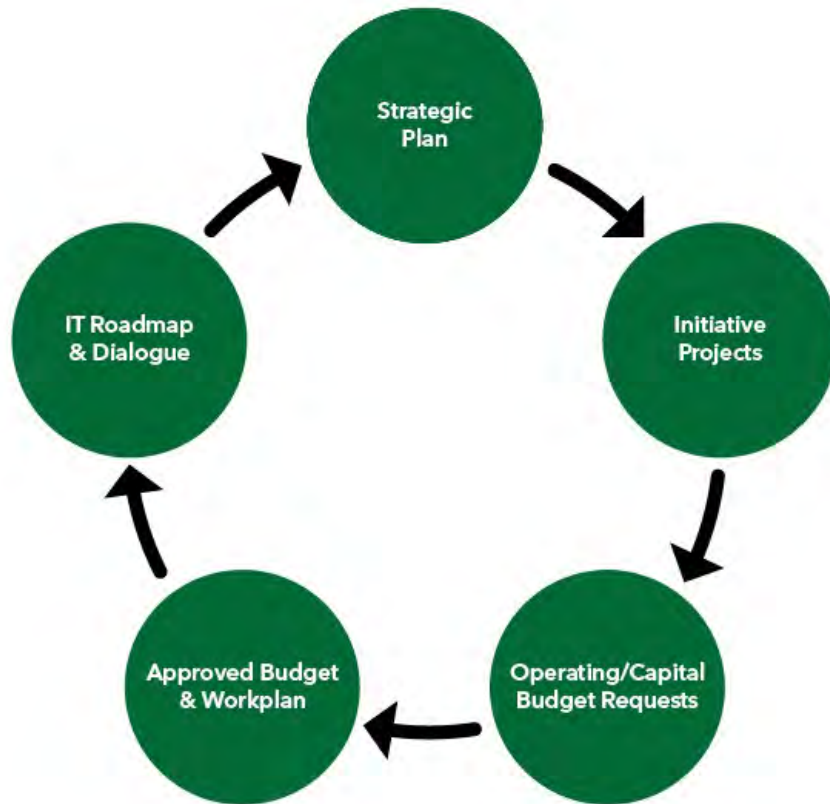 Strategic
Plan
Initiative
Projects
Operating/Capital
Budget Requests
Approved Budget
& Workplan
IT Roadmap
& Dialogue